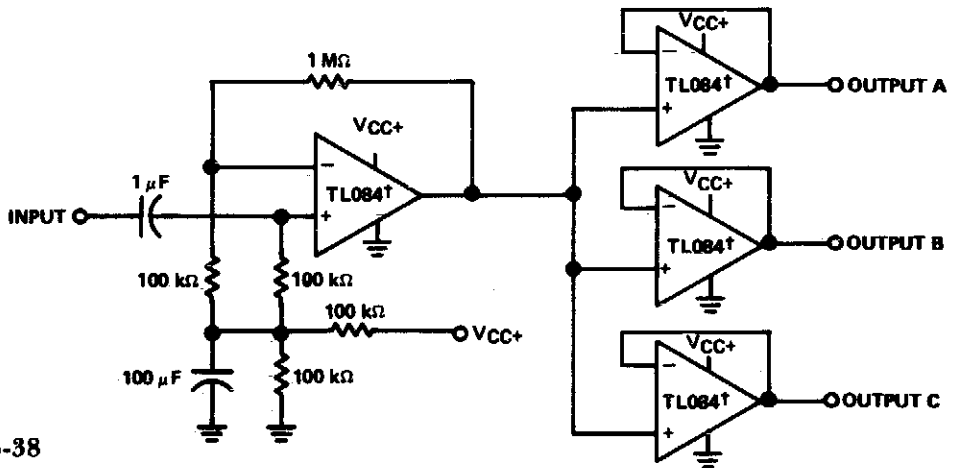 1 MΩ
VCC+
TL084†
1 μF
INPUT
100 kΩ
100 kΩ
100 kΩ
VCC+
100 μF
100 kΩ
VCC+
TL084†
OUTPUT A
VCC+
TL084†
OUTPUT B
VCC+
TL084†
OUTPUT C
-38